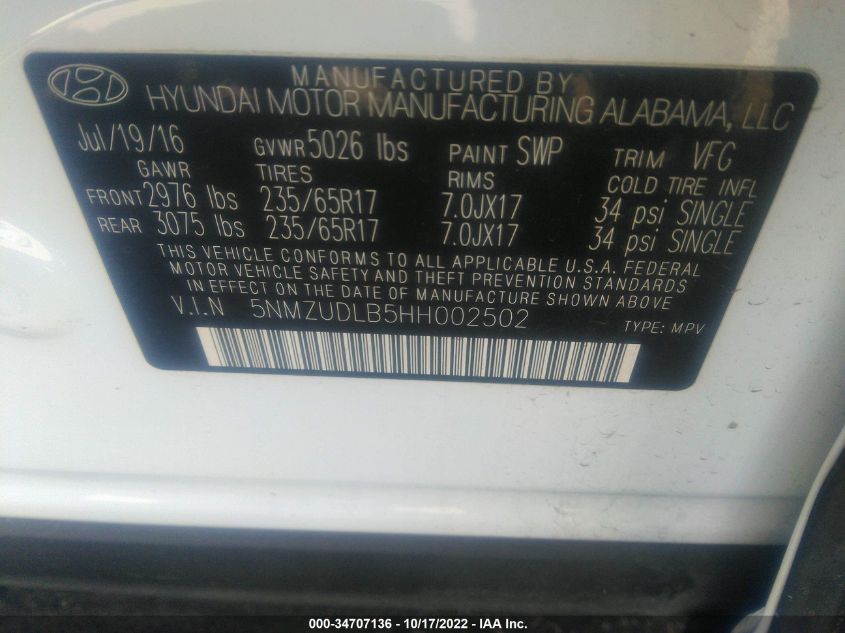 MANUFACTURED BY
HYUNDAI MOTOR MANUFACTURING ALABAMA, LLC
Jul/19/16 GVWR 5026 lbs PAINT SWP TRIM VFG
GAWR TIRES RIMS COLD TIRE INFL
FRONT 2976 lbs 235/65R17 7.0JX17 34 psi SINGLE
REAR 3075 lbs 235/65R17 7.0JX17 34 psi SINGLE
THIS VEHICLE CONFORMS TO ALL APPLICABLE U.S.A. FEDERAL
MOTOR VEHICLE SAFETY AND THEFT PREVENTION STANDARDS
IN EFFECT ON THE DATE OF MANUFACTURE SHOWN ABOVE
V.I.N 5NMZUDLB5HH002502 TYPE: MPV
000-34707136 - 10/17/2022 - IAA Inc.